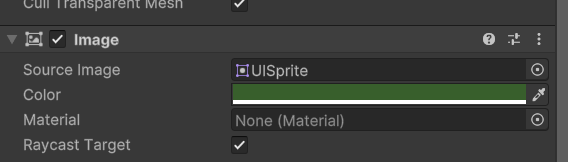 Cull Transparent Mesh
Image
Source Image UISprite
Color
Material None (Material)
Raycast Target